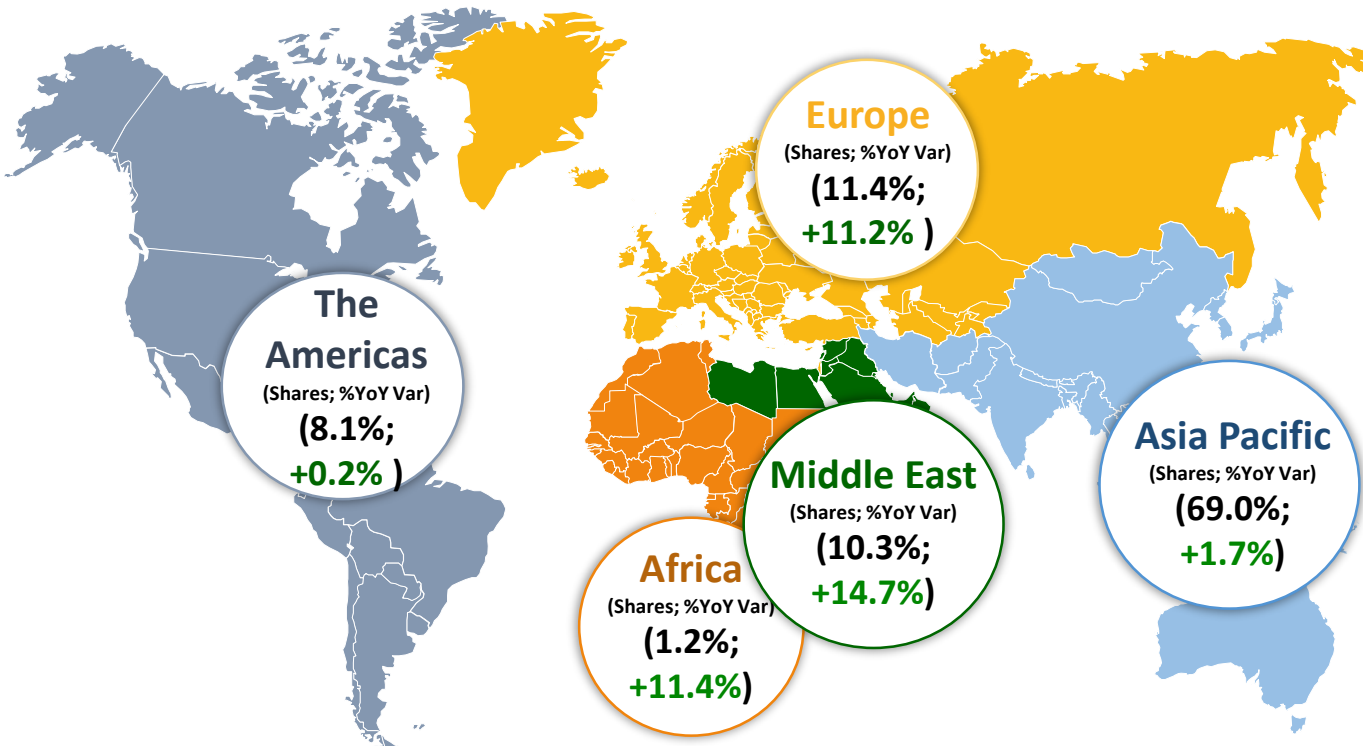 Europe
(Shares; %YoY Var)
(11.4%;
+11.2% )
The
Americas
(Shares; %YoY Var)
(8.1%;
+0.2% )
Asia Pacific
(Shares; %YoY Var)
(69.0%;
+1.7%)
Middle East
(Shares; %YoY Var)
(10.3%;
+14.7%)
Africa
(Shares; %YoY Var)
(1.2%;
+11.4%)